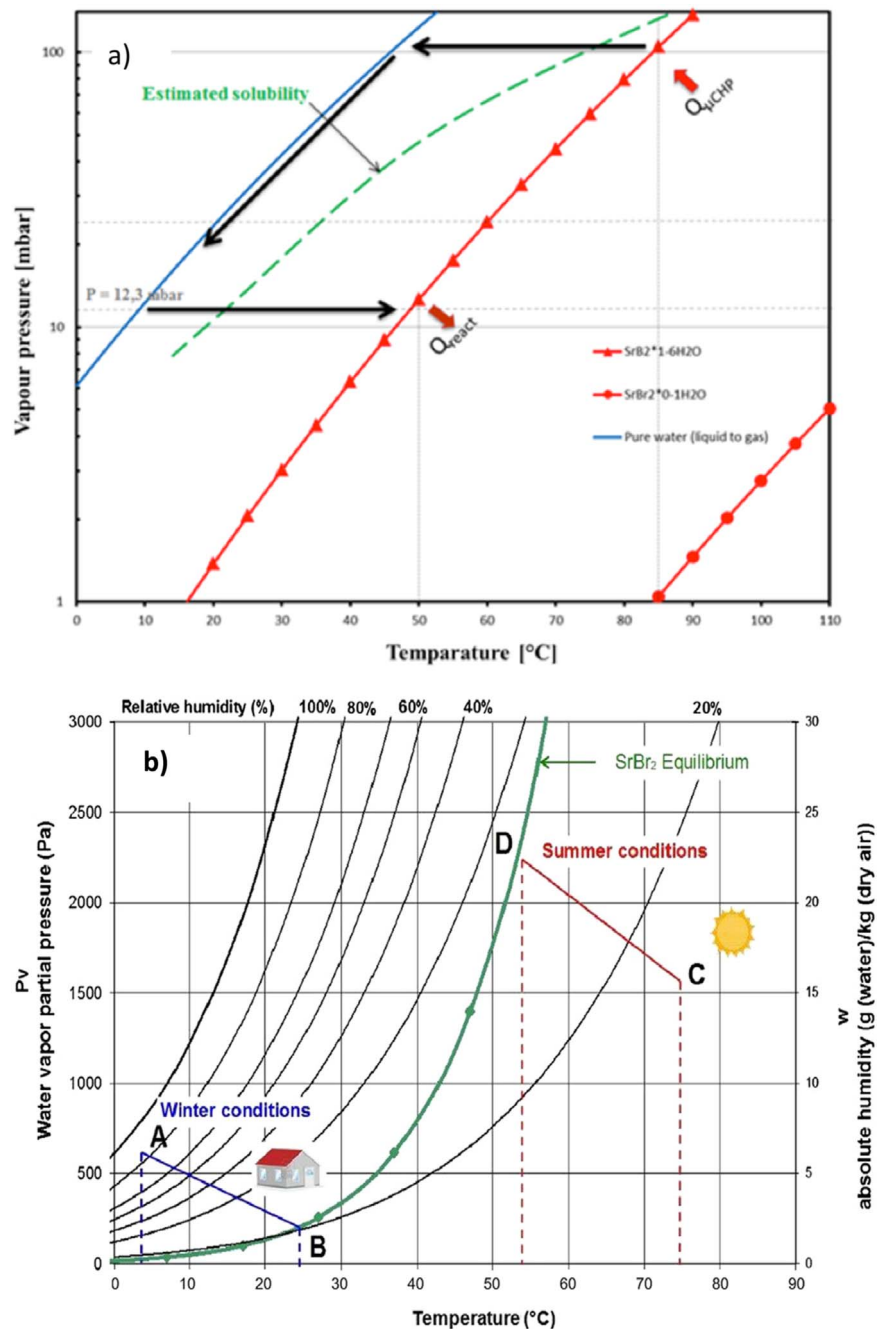 a)
100
Estimated solubility
Q_μCHP
Vapour pressure [mbar]
P = 12,3 mbar
10
Q_react
SrB2*1-6H2O
SrBr2*0-1H2O
Pure water (liquid to gas)
1
0 10 20 30 40 50 60 70 80 90 100 110
Temparature [°C]
Relative humidity (%) 100% 80% 60% 40% 20%
b)
3000 30
SrBr₂ Equilibrium
2500 25
D
Summer conditions
2000 20
C
1500 15
Pv
Water vapor partial pressure (Pa)
w
absolute humidity (g (water)/kg (dry air))
1000 10
Winter conditions
A
500 5
B
0 0
0 10 20 30 40 50 60 70 80 90
Temperature (°C)